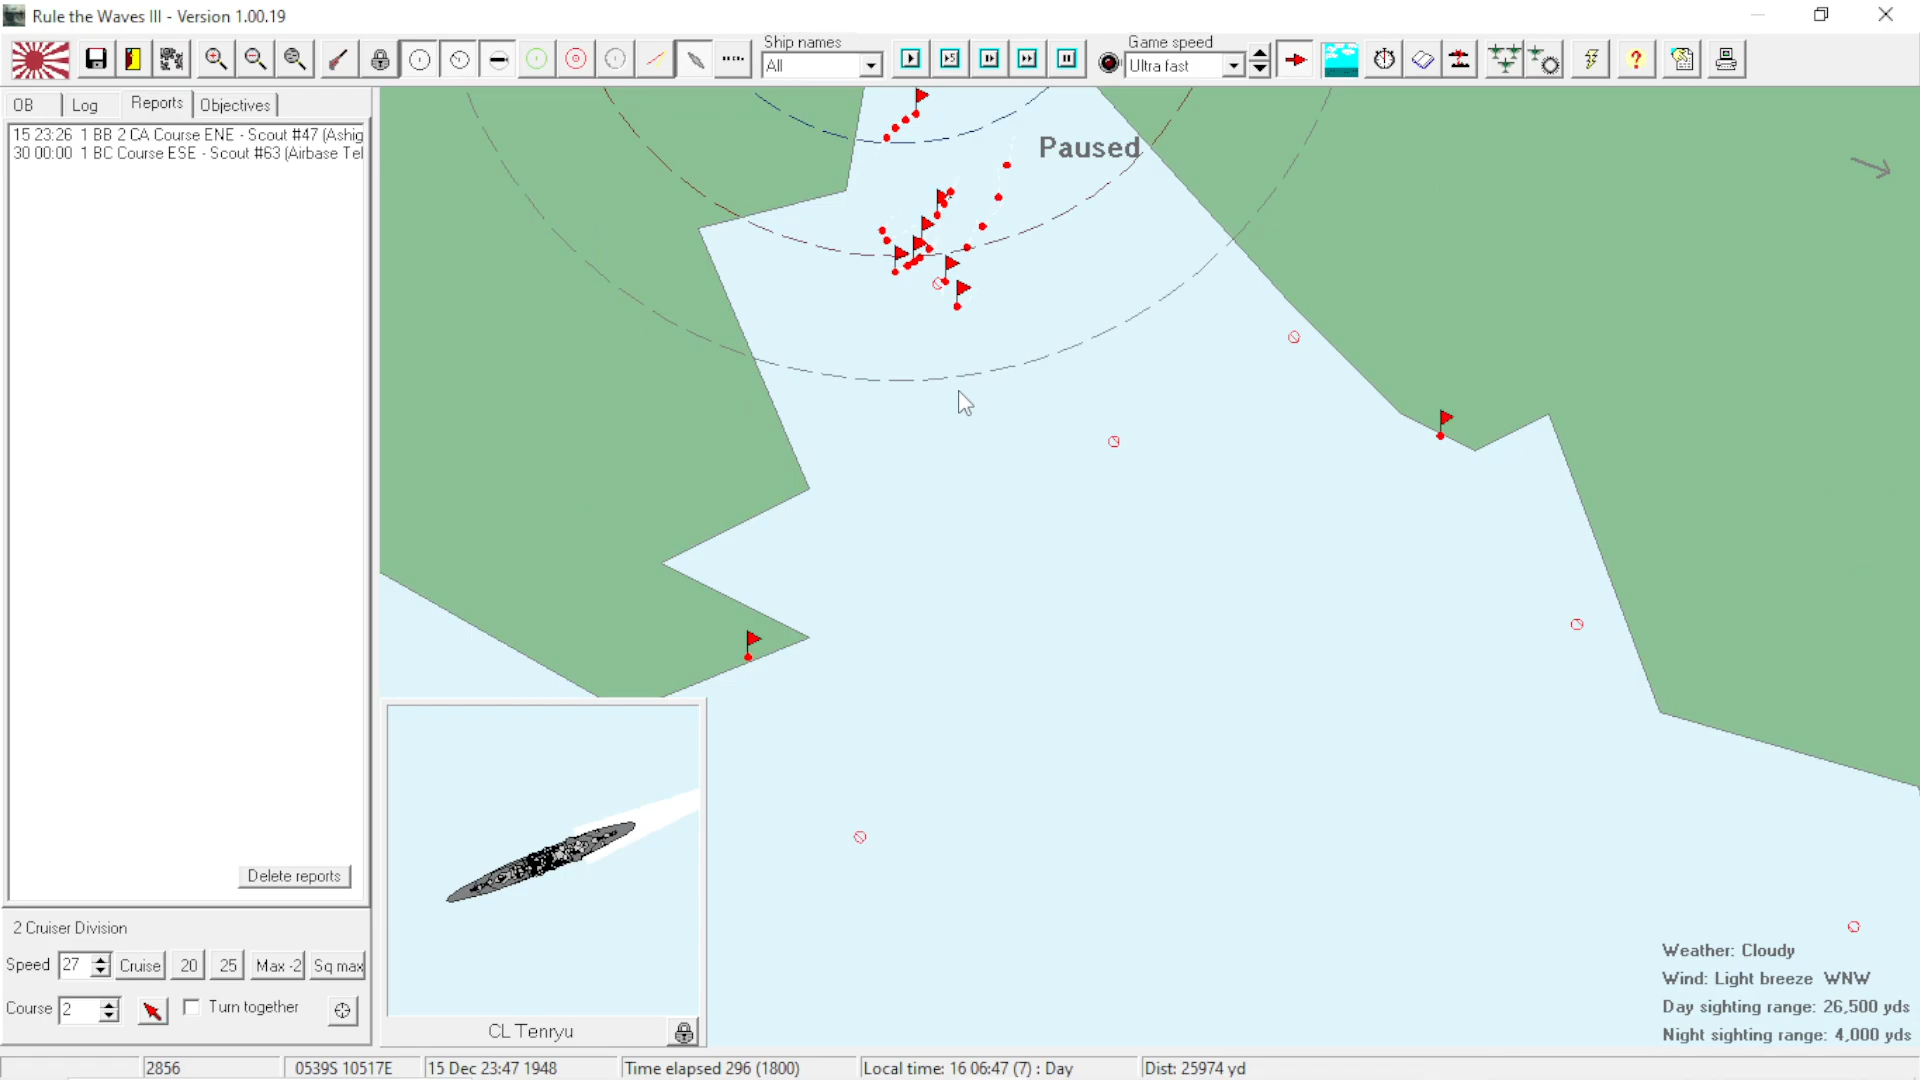 Rule the Waves III - Version 1.00.19
Ship names
All
Game speed
Ultra fast
OB
Log
Reports
Objectives
15 23:26 1 BB 2 CA Course ENE - Scout #47 (Ashig
30 00:00 1 BC Course ESE - Scout #63 (Airbase Tel
Paused
Delete reports
2 Cruiser Division
Speed 27 Cruise 20 25 Max -2 Sq max
Course 2 Turn together
CL Tenryu
Weather: Cloudy
Wind: Light breeze WNW
Day sighting range: 26,500 yds
Night sighting range: 4,000 yds
2856
0539S 10517E
15 Dec 23:47 1948
Time elapsed 296 (1800)
Local time: 16 06:47 (7) : Day
Dist: 25974 yd